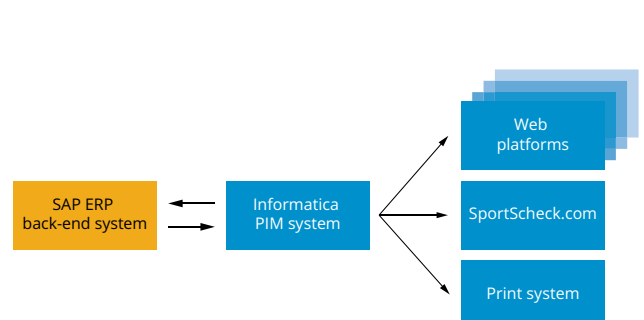 SAP ERP
back-end system
Informatica
PIM system
Web
platforms
SportScheck.com
Print system